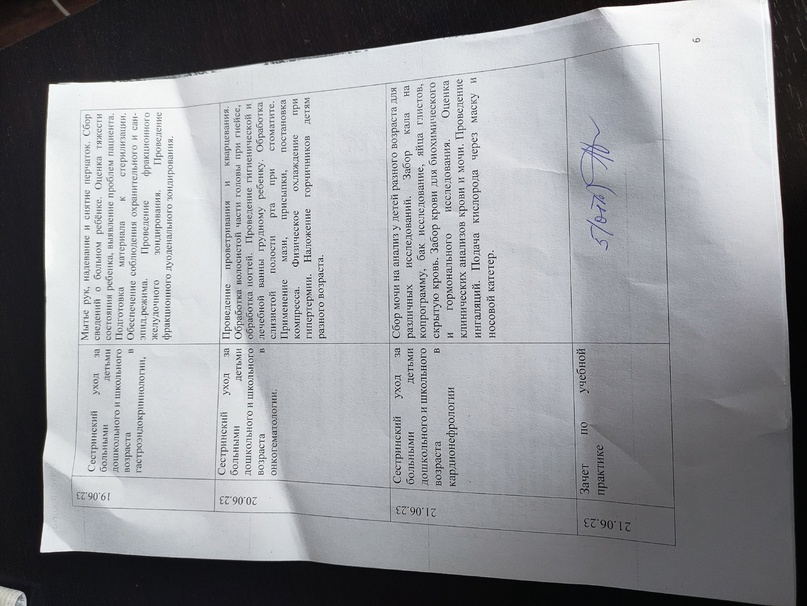 19.06.23
Сестринский уход за
больными детьми
дошкольного и школьного
возраста в
гастроэндокриннологии,
Мытье рук, надевание и снятие перчаток. Сбор
сведений о больном ребёнке. Оценка тяжести
состояния ребенка, выявление проблем пациента.
Подготовка материала к стерилизации.
Обеспечение соблюдения охранительного и сан-
эпид.режима. Проведение фракционного
желудочного зондирования. Проведение
фракционного дуоденального зондирования.
20.06.23
Сестринский уход за
больными детьми
дошкольного и школьного
возраста в
онкогематологии.
Проведение проветривания и кварцевания.
Обработка волосистой части головы при гнейсе,
обработка ногтей. Проведение гигиенической и
лечебной ванны грудному ребенку. Обработка
слизистой полости рта при стоматите.
Применение мази, присыпки, постановка
компресса. Физическое охлаждение при
гипертермии. Наложение горчичников детям
разного возраста.
21.06.23
Сестринский уход за
больными детьми
дошкольного и школьного
возраста в
кардионефрологии
Сбор мочи на анализ у детей разного возраста для
различных исследований. Забор кала на
копрограмму, бак исследование, яйца глистов,
скрытую кровь. Забор крови для биохимического
и гормонального исследования. Оценка
клинических анализов крови и мочи. Проведение
ингаляций. Подача кислорода через маску и
носовой катетер.
21.06.23
Зачет по учебной
практике
6